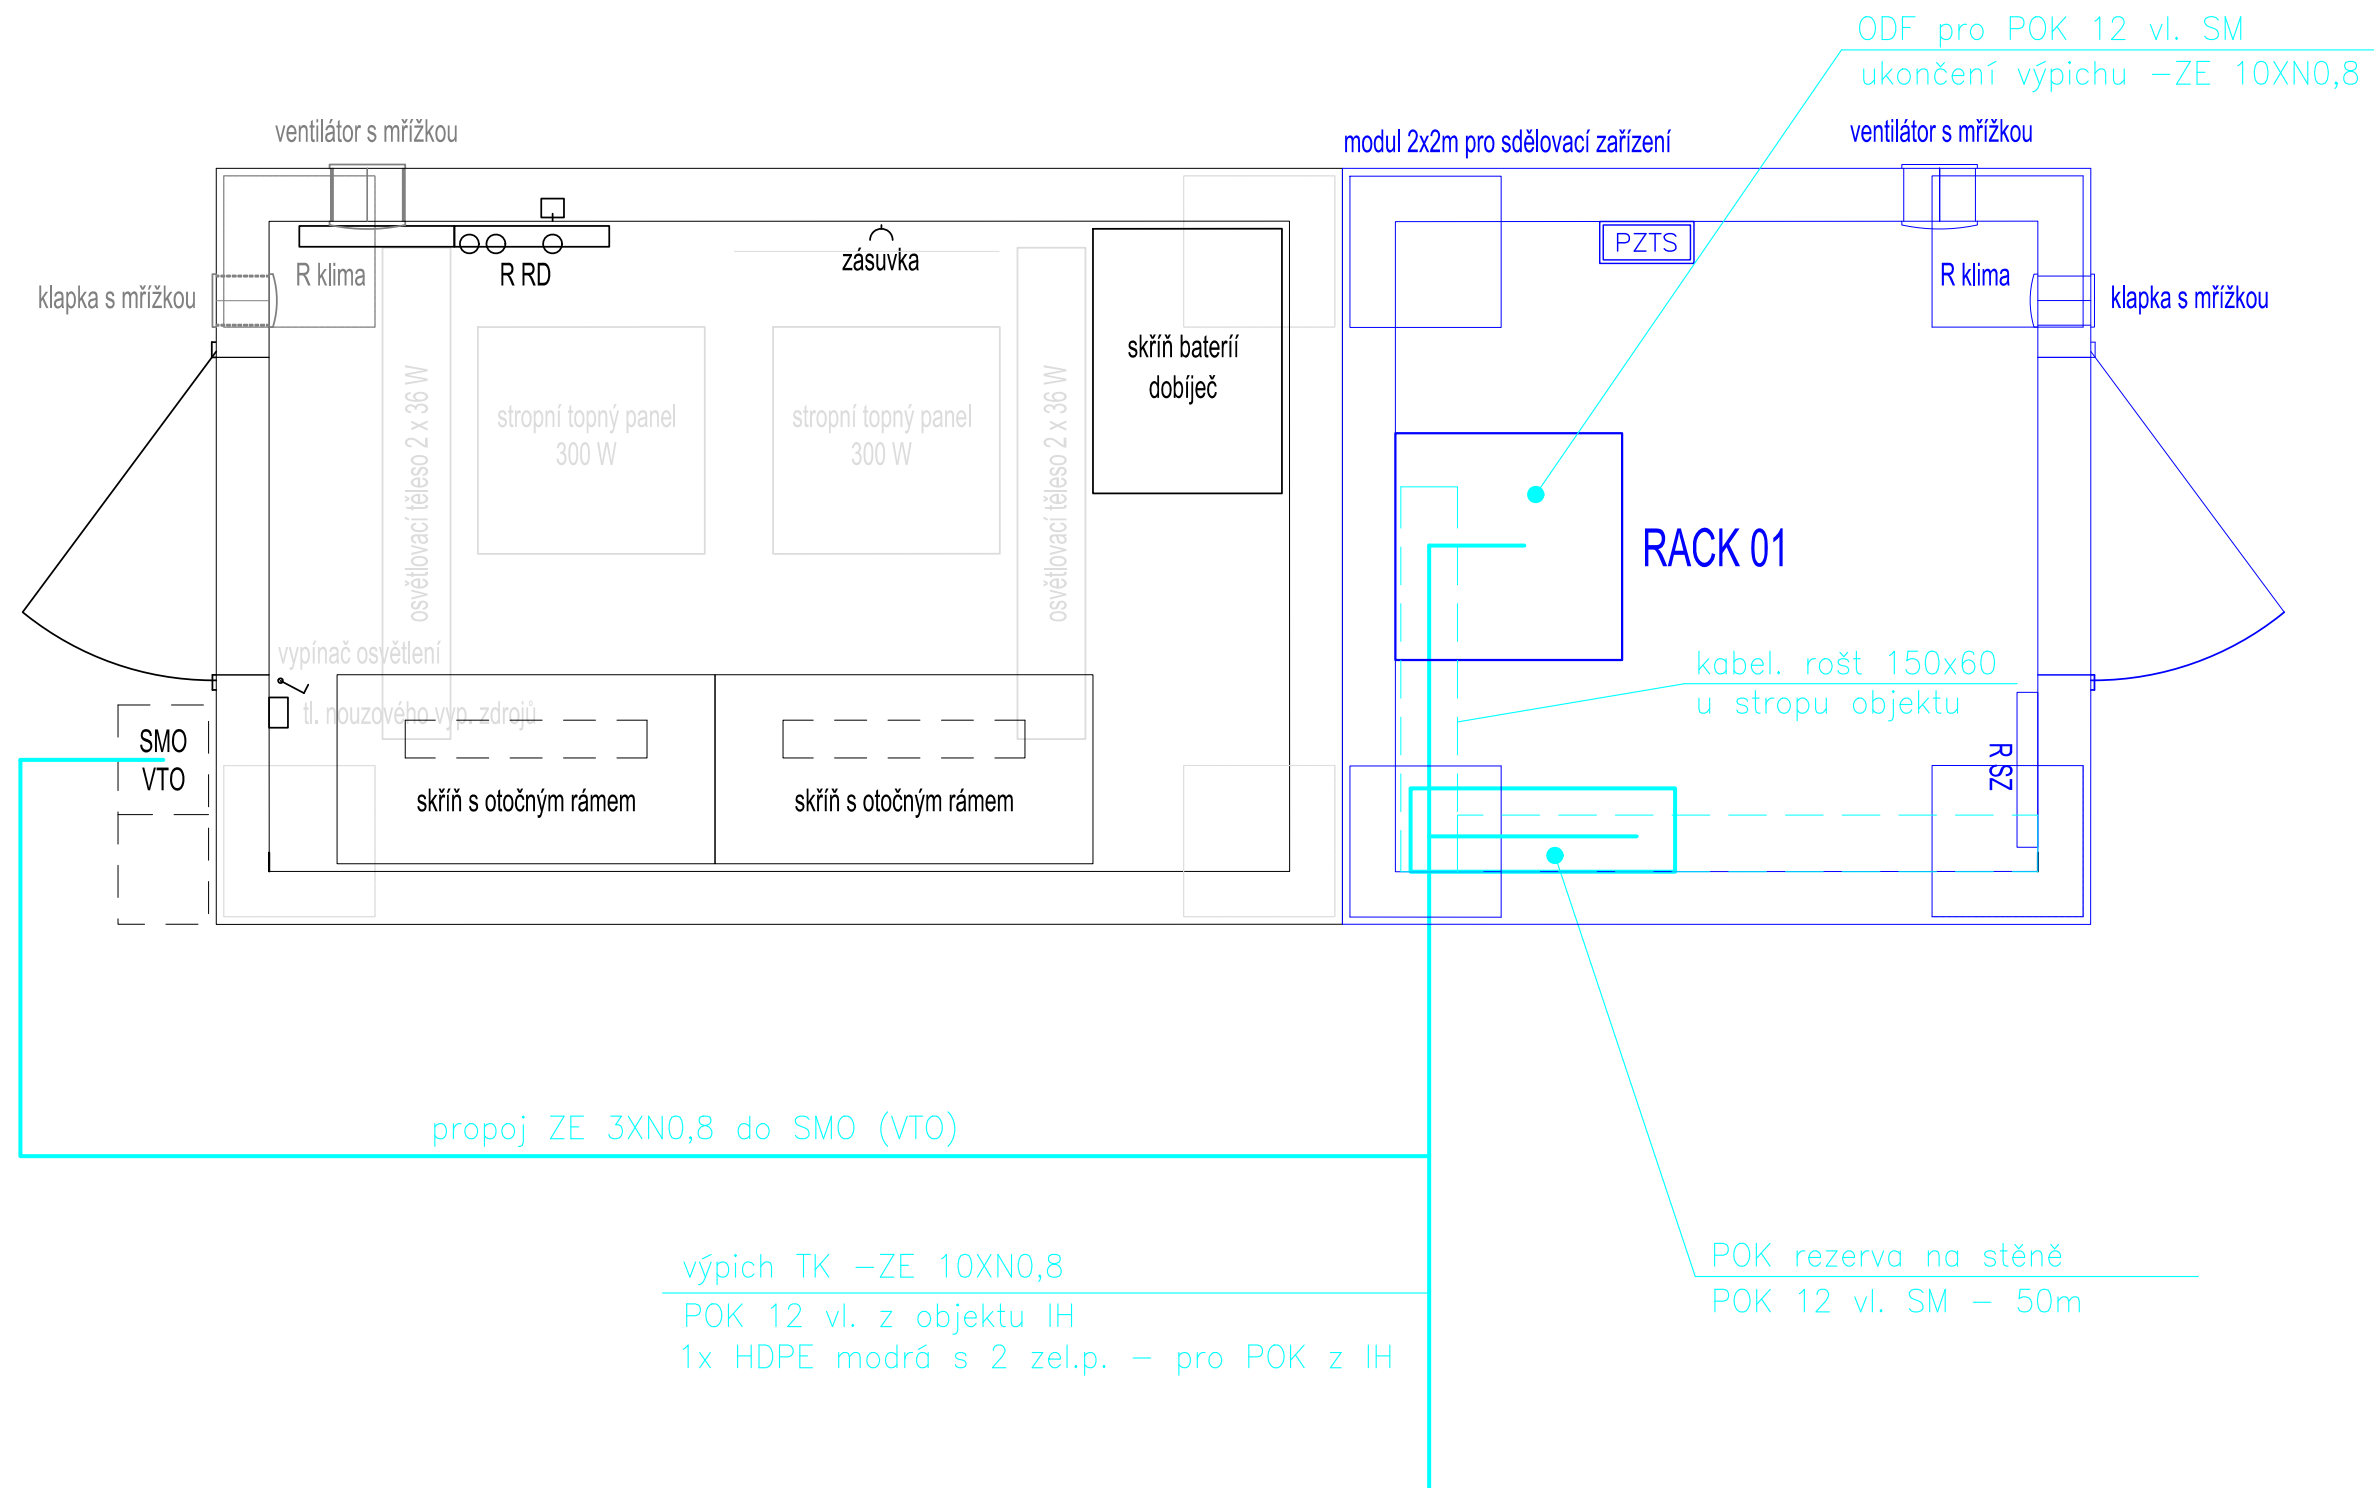 ODF pro POK 12 vl. SM
ukončení výpichu -ZE 10XN0,8
ventilátor s mřížkou
modul 2x2m pro sdělovací zařízení
ventilátor s mřížkou
PZTS
R klima
R RD
zásuvka
R klima
klapka s mřížkou
klapka s mřížkou
skříň bateríí
dobíječ
osvětlovací těleso 2 x 36 W
stropní topný panel
300 W
stropní topný panel
300 W
osvětlovací těleso 2 x 36 W
RACK 01
vypínač osvětlení
kabel. rošt 150x60
u stropu objektu
tl. nouzového vyp. zdrojů
SMO
VTO
R SZ
skříň s otočným rámem
skříň s otočným rámem
propoj ZE 3XN0,8 do SMO (VTO)
výpich TK -ZE 10XN0,8
POK 12 vl. z objektu IH
1x HDPE modrá s 2 zel.p. - pro POK z IH
POK rezerva na stěně
POK 12 vl. SM - 50m